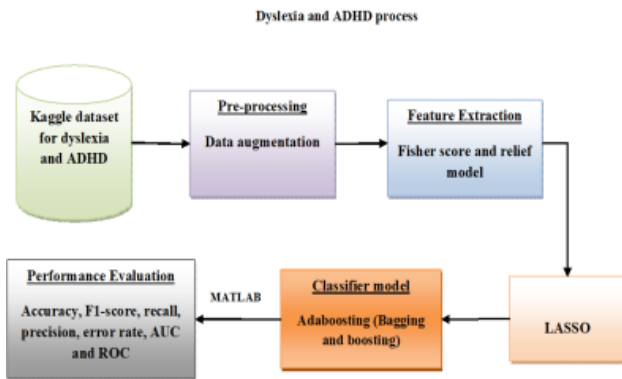 Dyslexia and ADHD process
Kaggle dataset
for dyslexia
and ADHD
Pre-processing
Data augmentation
Feature Extraction
Fisher score and relief
model
LASSO
Classifier model
Adaboosting (Bagging
and boosting)
MATLAB
Performance Evaluation
Accuracy, F1-score, recall,
precision, error rate, AUC
and ROC